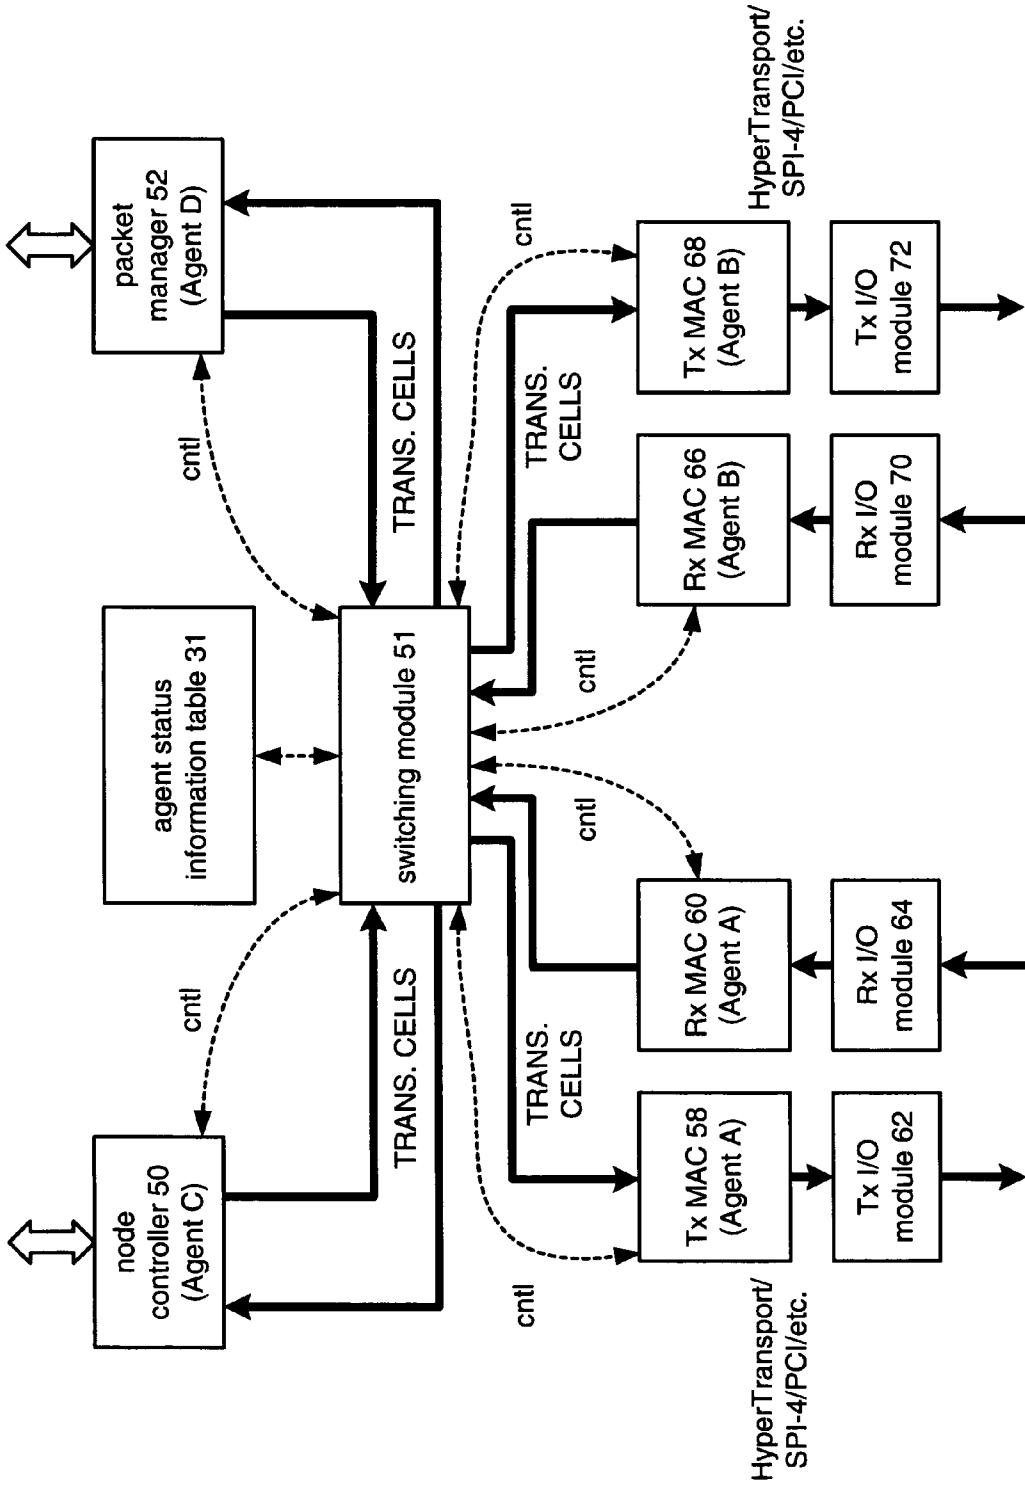 node
controller 50
(Agent C)
agent status
information table 31
packet
manager 52
(Agent D)
cntl
cntl
TRANS. CELLS
switching module 51
TRANS. CELLS
cntl
TRANS.
CELLS
cntl
cntl
TRANS.
CELLS
cntl
Tx MAC 58
(Agent A)
Rx MAC 60
(Agent A)
Rx MAC 66
(Agent B)
Tx MAC 68
(Agent B)
HyperTransport/
SPI-4/PCI/etc.
HyperTransport/
SPI-4/PCI/etc.
Tx I/O
module 62
Rx I/O
module 64
Rx I/O
module 70
Tx I/O
module 72